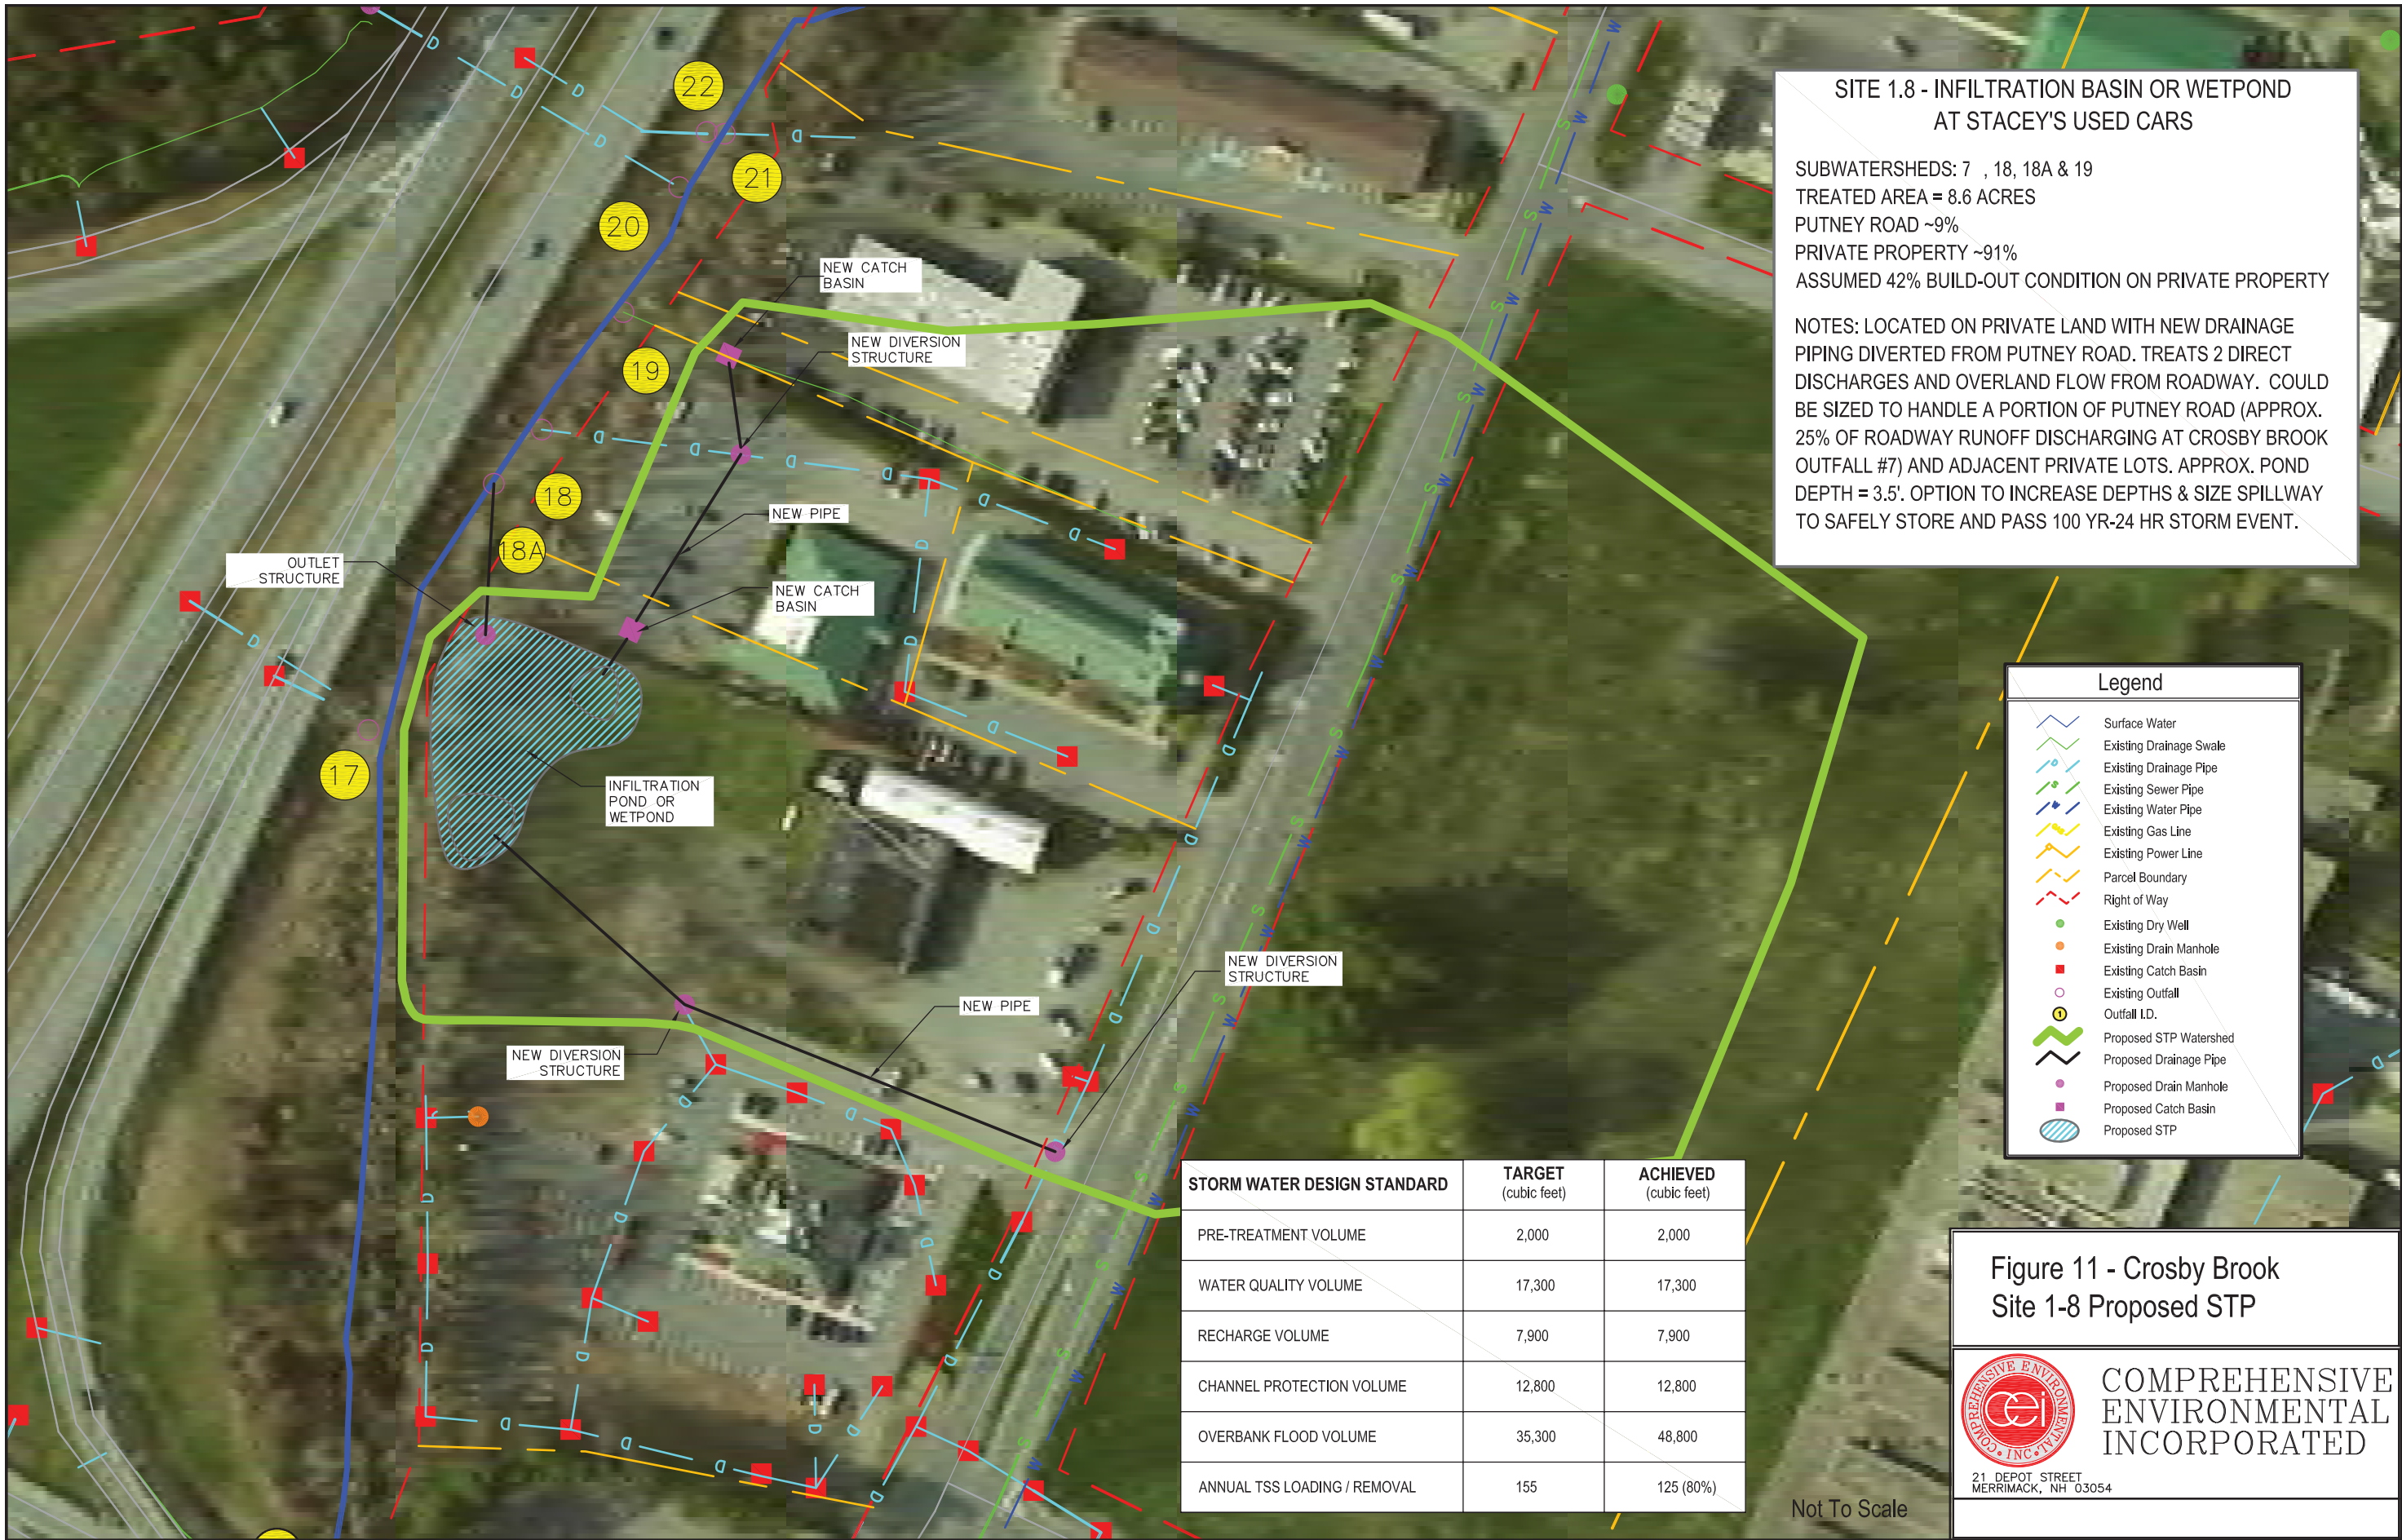 SITE 1.8 - INFILTRATION BASIN OR WETPOND
AT STACEY'S USED CARS
SUBWATERSHEDS: 7 , 18, 18A & 19
TREATED AREA = 8.6 ACRES
PUTNEY ROAD ~9%
PRIVATE PROPERTY ~91%
ASSUMED 42% BUILD-OUT CONDITION ON PRIVATE PROPERTY
NOTES: LOCATED ON PRIVATE LAND WITH NEW DRAINAGE
PIPING DIVERTED FROM PUTNEY ROAD. TREATS 2 DIRECT
DISCHARGES AND OVERLAND FLOW FROM ROADWAY. COULD
BE SIZED TO HANDLE A PORTION OF PUTNEY ROAD (APPROX.
25% OF ROADWAY RUNOFF DISCHARGING AT CROSBY BROOK
OUTFALL #7) AND ADJACENT PRIVATE LOTS. APPROX. POND
DEPTH = 3.5'. OPTION TO INCREASE DEPTHS & SIZE SPILLWAY
TO SAFELY STORE AND PASS 100 YR-24 HR STORM EVENT.
22
21
20
19
18
18A
17
NEW CATCH
BASIN
NEW DIVERSION
STRUCTURE
NEW PIPE
OUTLET
STRUCTURE
NEW CATCH
BASIN
INFILTRATION
POND OR
WETPOND
NEW DIVERSION
STRUCTURE
NEW PIPE
NEW DIVERSION
STRUCTURE
Legend
Surface Water
Existing Drainage Swale
Existing Drainage Pipe
Existing Sewer Pipe
Existing Water Pipe
Existing Gas Line
Existing Power Line
Parcel Boundary
Right of Way
Existing Dry Well
Existing Drain Manhole
Existing Catch Basin
Existing Outfall
1 Outfall I.D.
Proposed STP Watershed
Proposed Drainage Pipe
Proposed Drain Manhole
Proposed Catch Basin
Proposed STP
STORM WATER DESIGN STANDARD TARGET (cubic feet) ACHIEVED (cubic feet)
PRE-TREATMENT VOLUME 2,000 2,000
WATER QUALITY VOLUME 17,300 17,300
RECHARGE VOLUME 7,900 7,900
CHANNEL PROTECTION VOLUME 12,800 12,800
OVERBANK FLOOD VOLUME 35,300 48,800
ANNUAL TSS LOADING / REMOVAL 155 125 (80%)
Not To Scale
Figure 11 - Crosby Brook
Site 1-8 Proposed STP
COMPREHENSIVE ENVIRONMENTAL INC.
cei
COMPREHENSIVE
ENVIRONMENTAL
INCORPORATED
21 DEPOT STREET
MERRIMACK, NH 03054